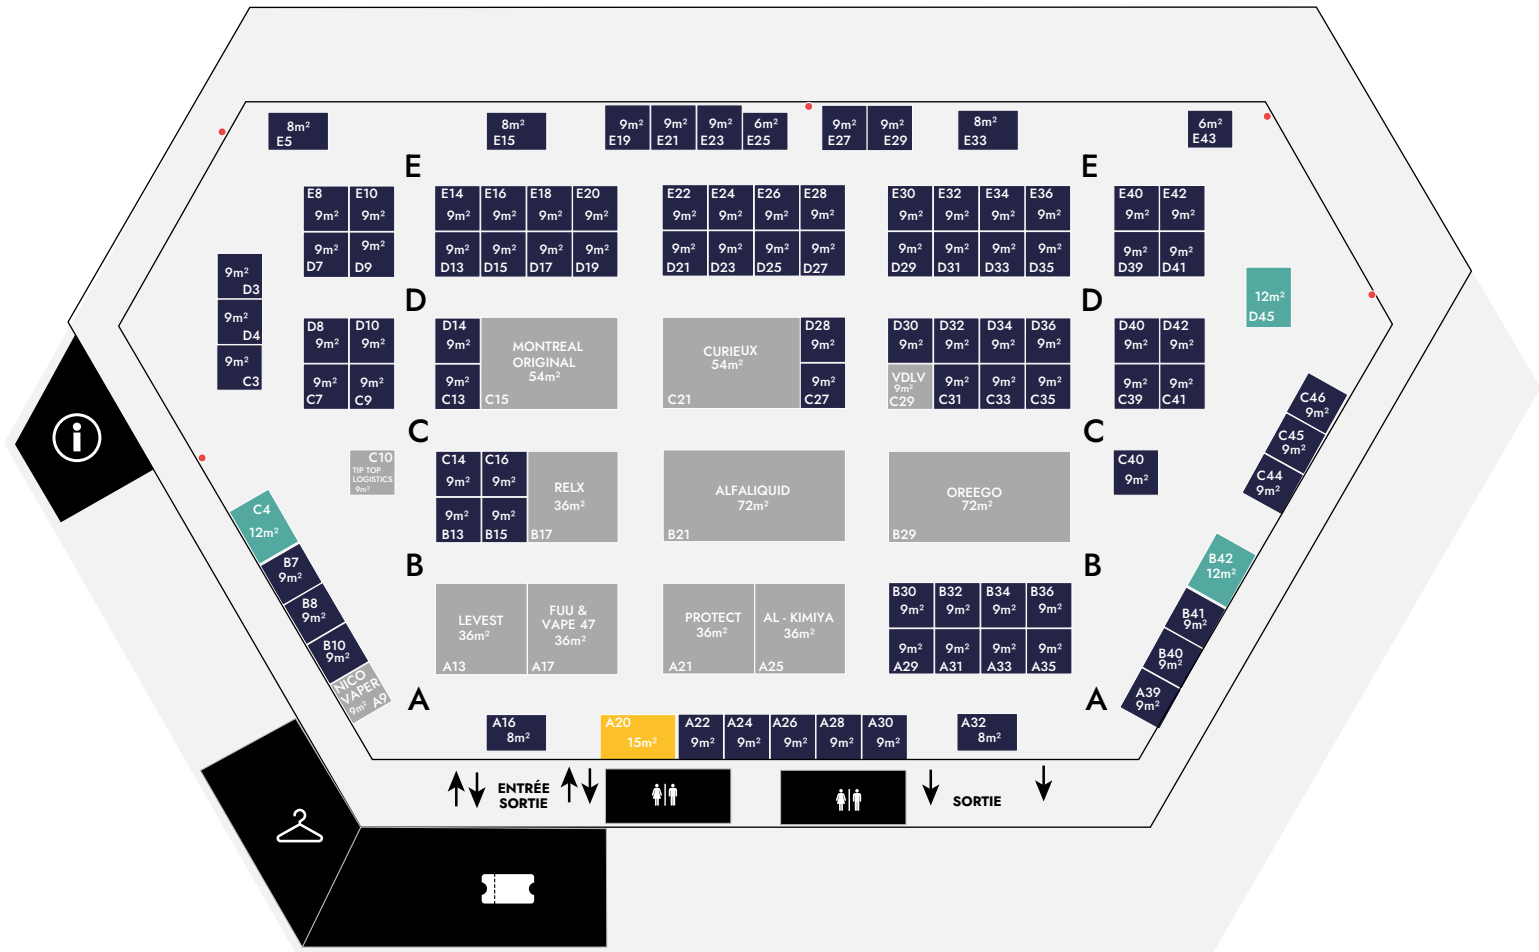 8m²
E5
8m²
E15
9m²
E19
9m²
E21
9m²
E23
6m²
E25
9m²
E27
9m²
E29
8m²
E33
6m²
E43
E
E
E8
9m²
E10
9m²
9m²
D7
9m²
D9
E14
9m²
E16
9m²
E18
9m²
E20
9m²
9m²
D13
9m²
D15
9m²
D17
9m²
D19
E22
9m²
E24
9m²
E26
9m²
E28
9m²
9m²
D21
9m²
D23
9m²
D25
9m²
D27
E30
9m²
E32
9m²
E34
9m²
E36
9m²
9m²
D29
9m²
D31
9m²
D33
9m²
D35
E40
9m²
E42
9m²
9m²
D39
9m²
D41
9m²
D3
9m²
D4
9m²
C3
12m²
D45
D
D
D8
9m²
D10
9m²
9m²
C7
9m²
C9
D14
9m²
9m²
C13
MONTREAL
ORIGINAL
54m²
C15
CURIEUX
54m²
C21
D28
9m²
9m²
C27
D30
9m²
D32
9m²
D34
9m²
D36
9m²
VDLV
9m²
C29
9m²
C31
9m²
C33
9m²
C35
D40
9m²
D42
9m²
9m²
C39
9m²
C41
C46
9m²
C45
9m²
C44
9m²
C
C
C10
TIP TOP
LOGISTICS
9m²
C14
9m²
C16
9m²
9m²
B13
9m²
B15
RELX
36m²
B17
ALFALIQUID
72m²
B21
OREEGO
72m²
B29
C40
9m²
C4
12m²
B7
9m²
B8
9m²
B10
9m²
NICO
VAPER
9m² A9
B
B
B42
12m²
B41
9m²
B40
9m²
A39
9m²
LEVEST
36m²
A13
FUU &
VAPE 47
36m²
A17
PROTECT
36m²
A21
AL - KIMIYA
36m²
A25
B30
9m²
B32
9m²
B34
9m²
B36
9m²
9m²
A29
9m²
A31
9m²
A33
9m²
A35
A
A
A16
8m²
A20
15m²
A22
9m²
A24
9m²
A26
9m²
A28
9m²
A30
9m²
A32
8m²
ENTRÉE
SORTIE
SORTIE